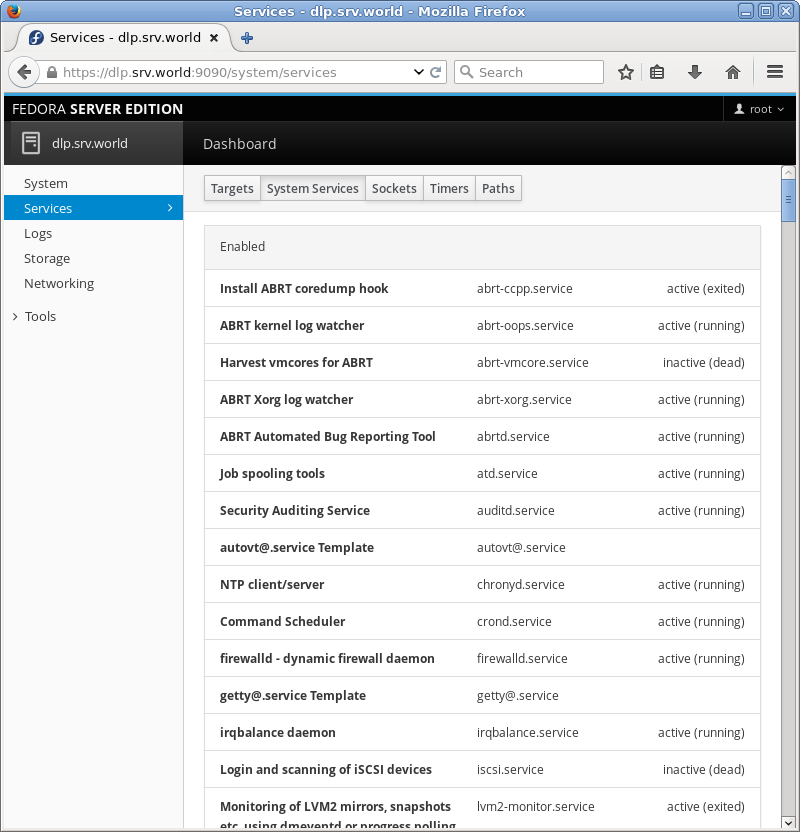 Services - dlp.srv.world - Mozilla Firefox
Services - dlp.srv.world
https://dlp.srv.world:9090/system/services
Search
FEDORA SERVER EDITION
root
dlp.srv.world
Dashboard
System
Services
Logs
Storage
Networking
Tools
Targets System Services Sockets Timers Paths
Enabled
Install ABRT coredump hook abrt-ccpp.service active (exited)
ABRT kernel log watcher abrt-oops.service active (running)
Harvest vmcores for ABRT abrt-vmcore.service inactive (dead)
ABRT Xorg log watcher abrt-xorg.service active (running)
ABRT Automated Bug Reporting Tool abrtd.service active (running)
Job spooling tools atd.service active (running)
Security Auditing Service auditd.service active (running)
autovt@.service Template autovt@.service
NTP client/server chronyd.service active (running)
Command Scheduler crond.service active (running)
firewalld - dynamic firewall daemon firewalld.service active (running)
getty@.service Template getty@.service
irqbalance daemon irqbalance.service active (running)
Login and scanning of iSCSI devices iscsi.service inactive (dead)
Monitoring of LVM2 mirrors, snapshots lvm2-monitor.service active (exited)
etc. using dmeventd or progress polling